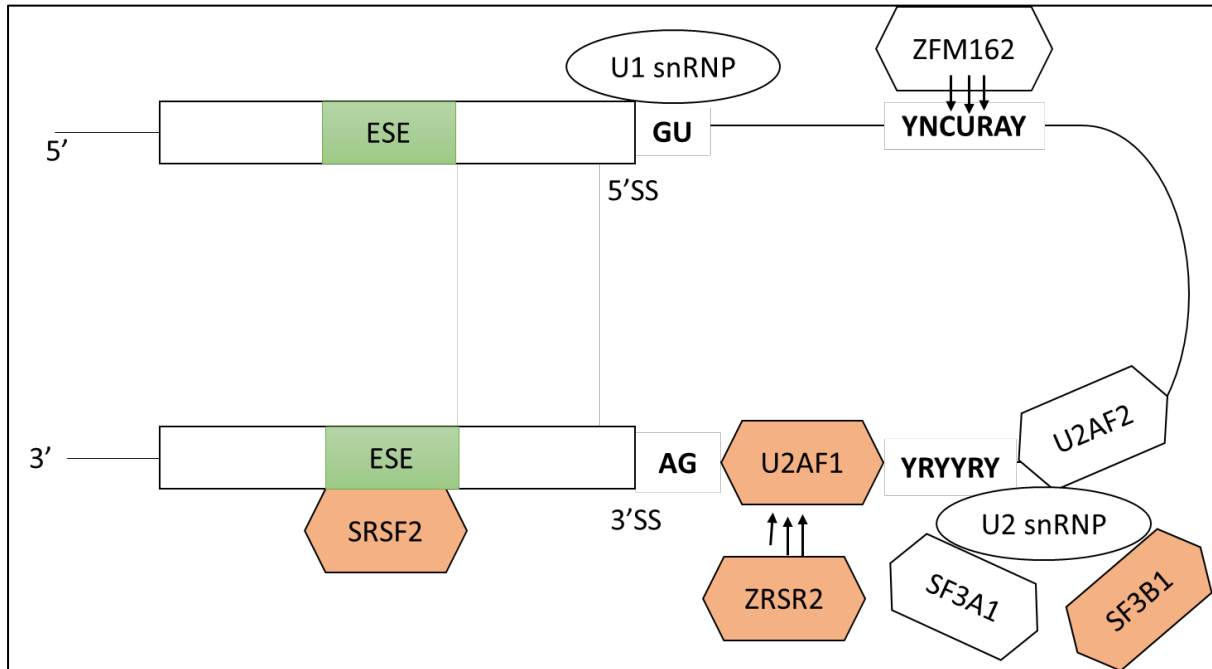 ZFM162
U1 snRNP
ESE
GU
YNCURAY
5’
5’SS
U2AF2
3’
ESE
AG
U2AF1
YRYYRY
SRSF2
3’SS
U2 snRNP
ZRSR2
SF3A1
SF3B1